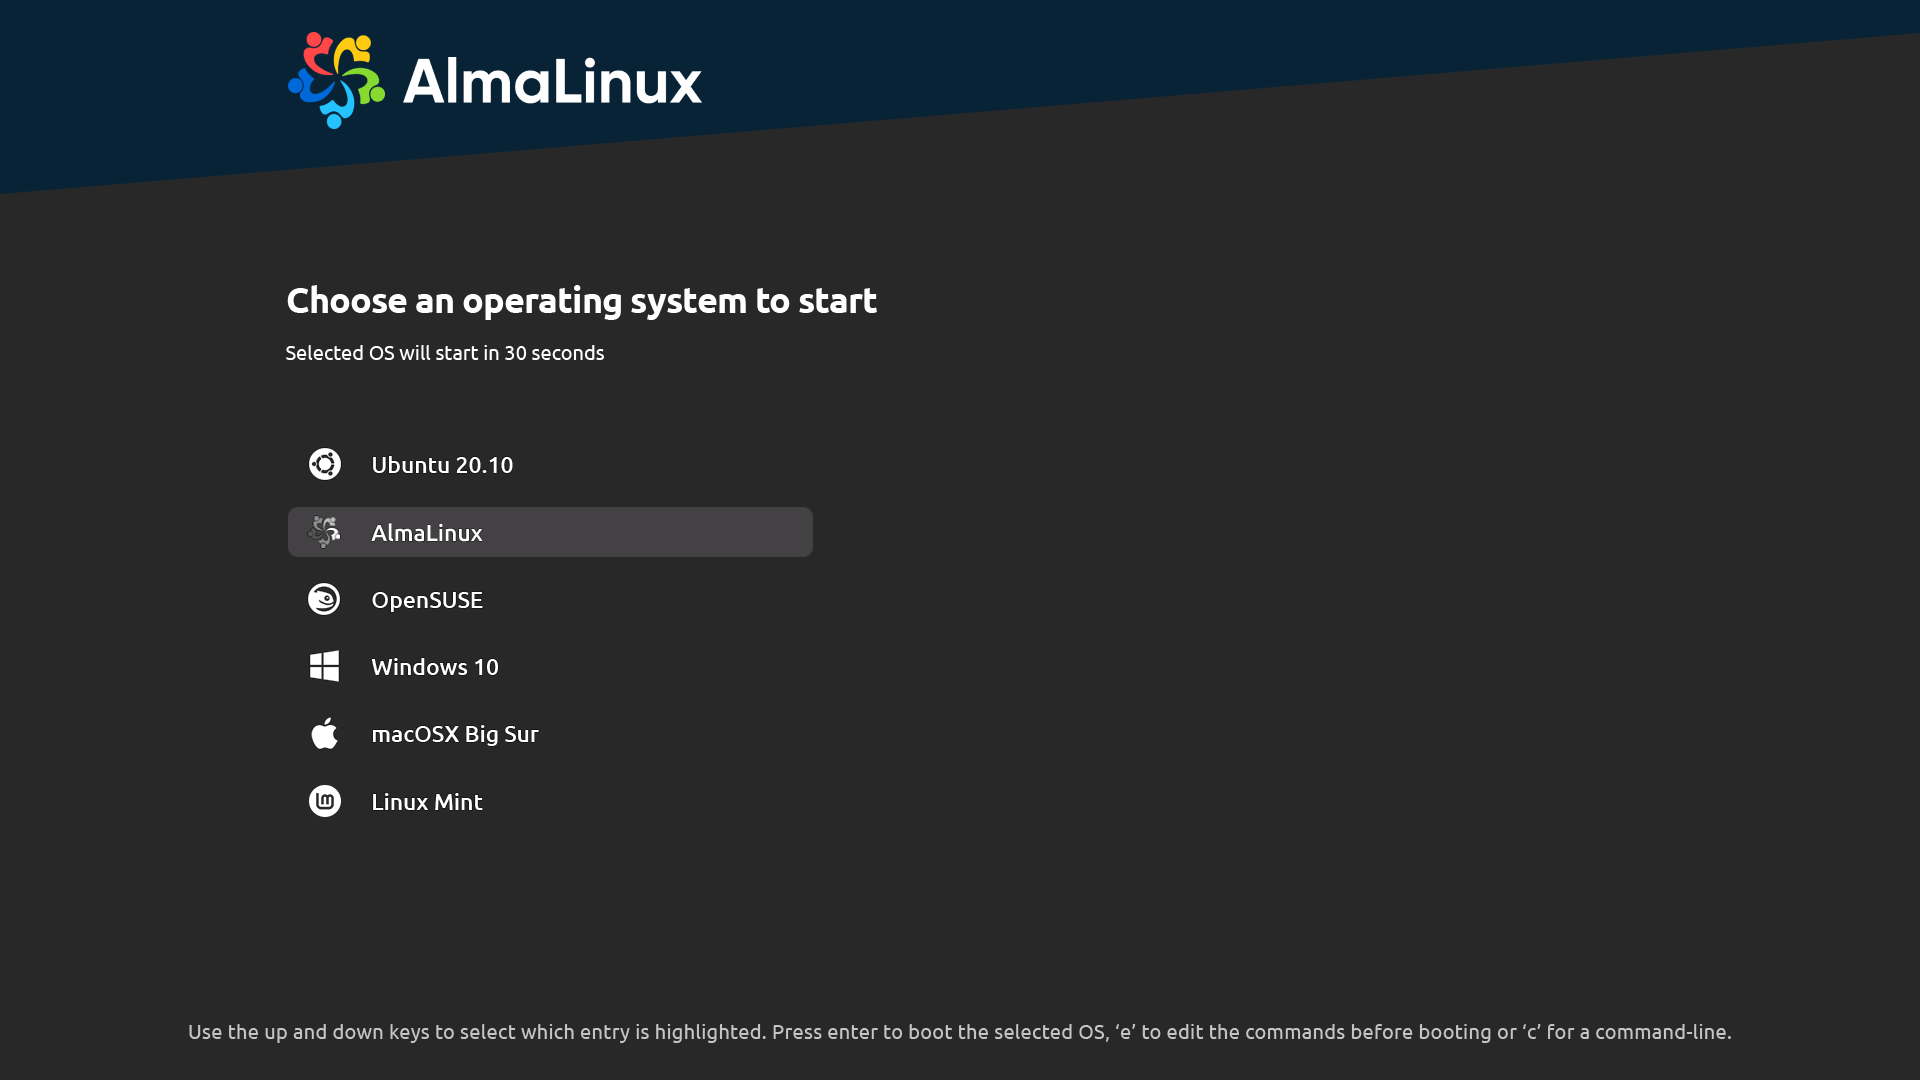 AlmaLinux
Choose an operating system to start
Selected OS will start in 30 seconds
Ubuntu 20.10
AlmaLinux
OpenSUSE
Windows 10
macOSX Big Sur
Linux Mint
Use the up and down keys to select which entry is highlighted. Press enter to boot the selected OS, ‘e’ to edit the commands before booting or ‘c’ for a command-line.